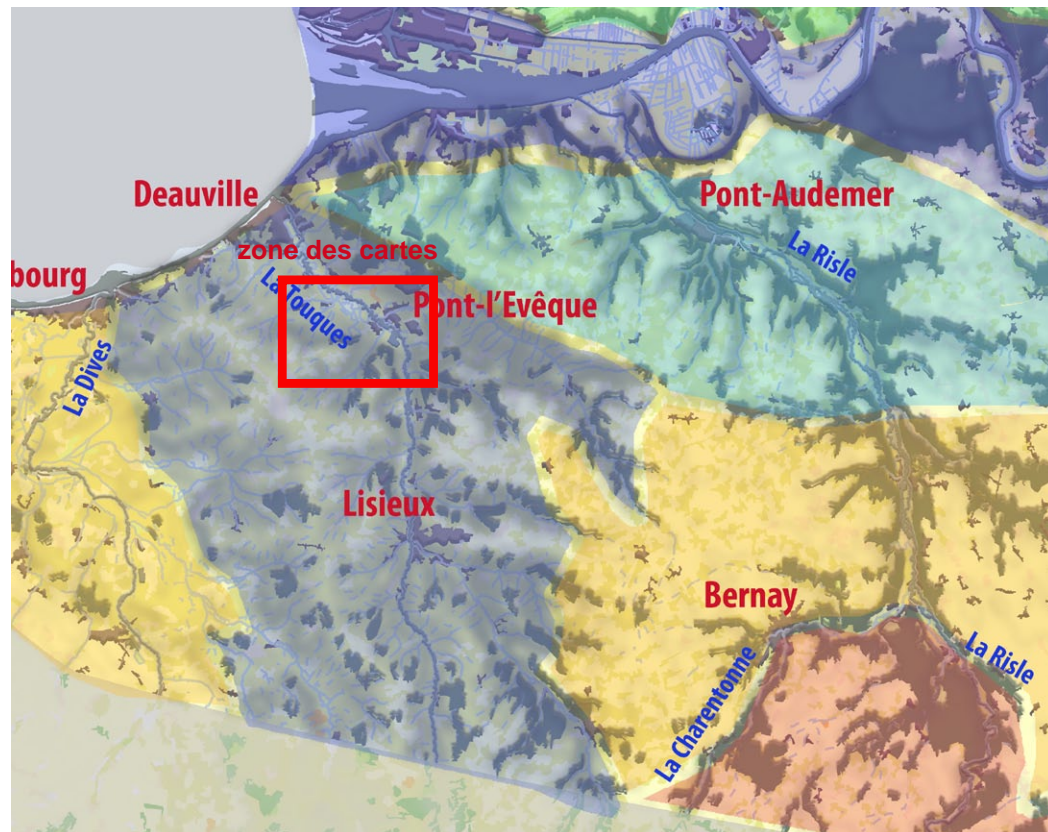 Deauville
Pont-Audemer
La Risle
zone des cartes
bourg
La Touques
Pont-l'Evêque
La Dives
Lisieux
Bernay
La Risle
La Charentonne